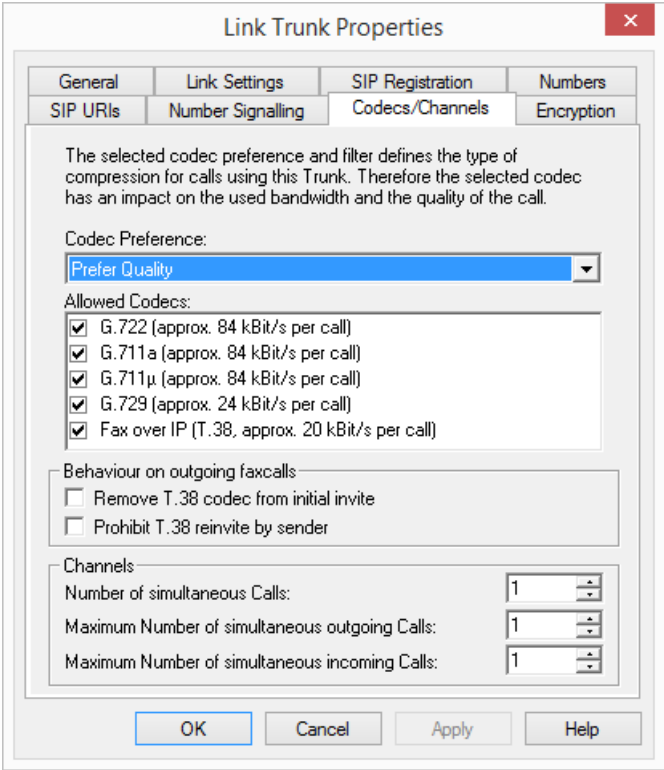 Link Trunk Properties
General
Link Settings
SIP Registration
Numbers
SIP URIs
Number Signalling
Codecs/Channels
Encryption
The selected codec preference and filter defines the type of
compression for calls using this Trunk. Therefore the selected codec
has an impact on the used bandwidth and the quality of the call.
Codec Preference:
Prefer Quality
Allowed Codecs:
G.722 (approx. 84 kBit/s per call)
G.711a (approx. 84 kBit/s per call)
G.711µ (approx. 84 kBit/s per call)
G.729 (approx. 24 kBit/s per call)
Fax over IP (T.38, approx. 20 kBit/s per call)
Behaviour on outgoing faxcalls
Remove T.38 codec from initial invite
Prohibit T.38 reinvite by sender
Channels
Number of simultaneous Calls: 1
Maximum Number of simultaneous outgoing Calls: 1
Maximum Number of simultaneous incoming Calls: 1
OK
Cancel
Apply
Help